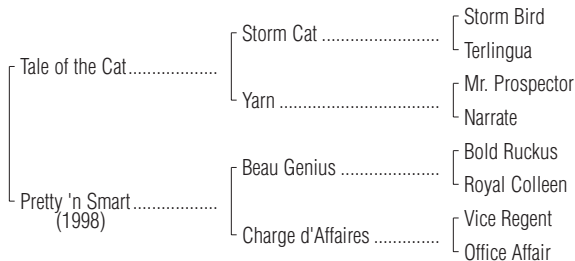 Storm Bird
Storm Cat ..........................
Terlingua
Tale of the Cat....................
Mr. Prospector
Yarn ...................................
Narrate
Bold Ruckus
Beau Genius ......................
Royal Colleen
Pretty 'n Smart...................
(1998)
Vice Regent
Charge d'Affaires ...............
Office Affair